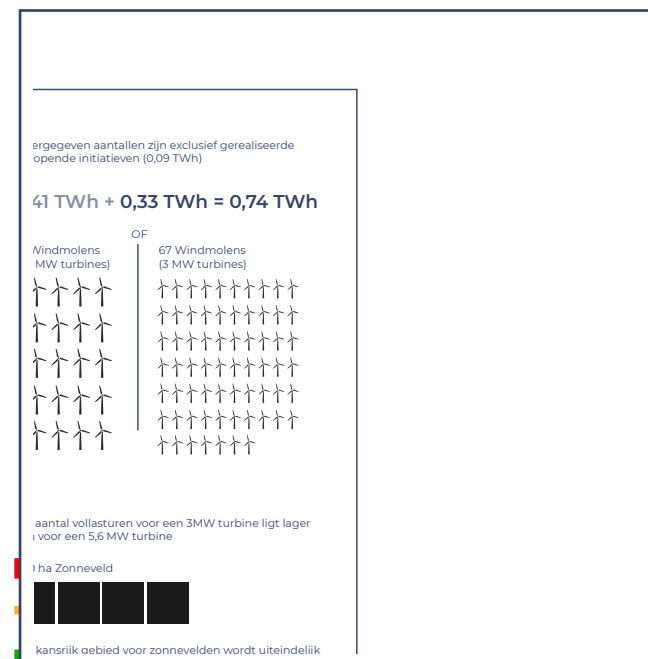 ergegeven aantallen zijn exclusief gerealiseerde
opende initiatieven (0,09 TWh)
41 TWh + 0,33 TWh = 0,74 TWh
OF
Windmolens
MW turbines)
67 Windmolens
(3 MW turbines)
aantal vollasturen voor een 3MW turbine ligt lager
voor een 5,6 MW turbine
ha Zonneveld
kansrijk gebied voor zonnevelden wordt uiteindelijk